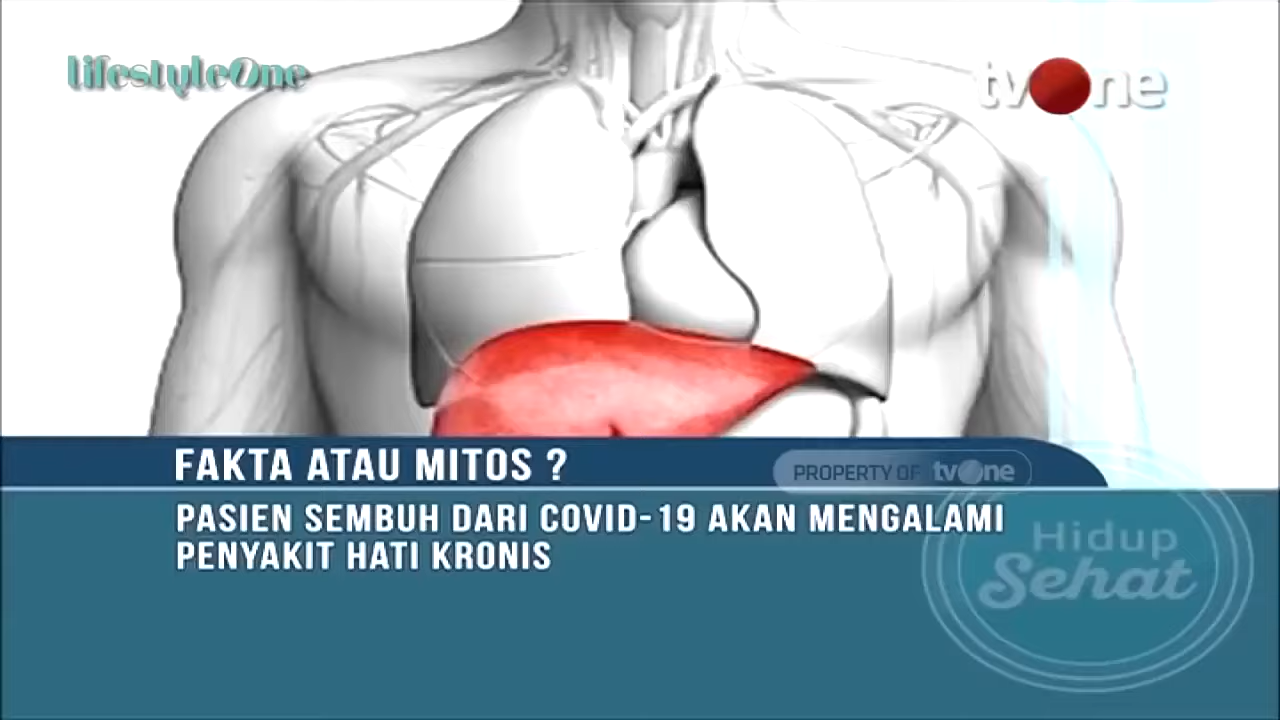 lifestyleOne
tvOne
FAKTA ATAU MITOS ?
PROPERTY OF tvOne
PASIEN SEMBUH DARI COVID-19 AKAN MENGALAMI
PENYAKIT HATI KRONIS
Hidup
Sehat